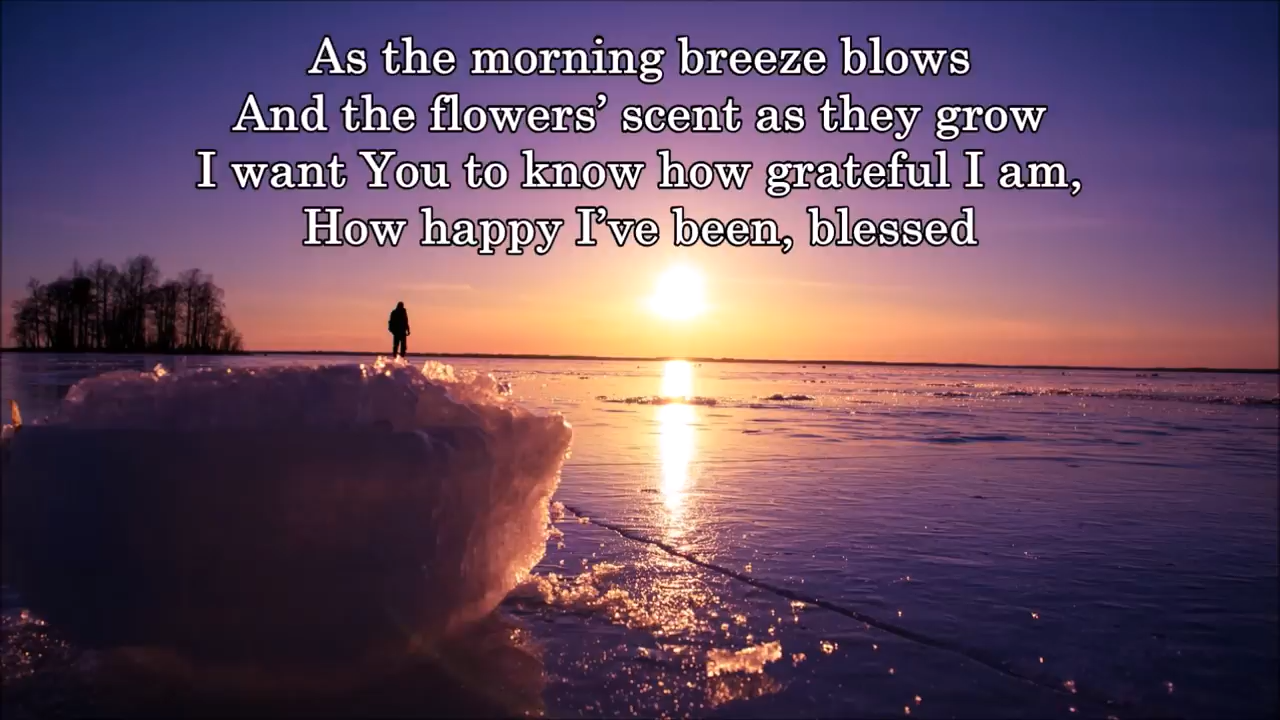 As the morning breeze blows
And the flowers’ scent as they grow
I want You to know how grateful I am,
How happy I’ve been, blessed